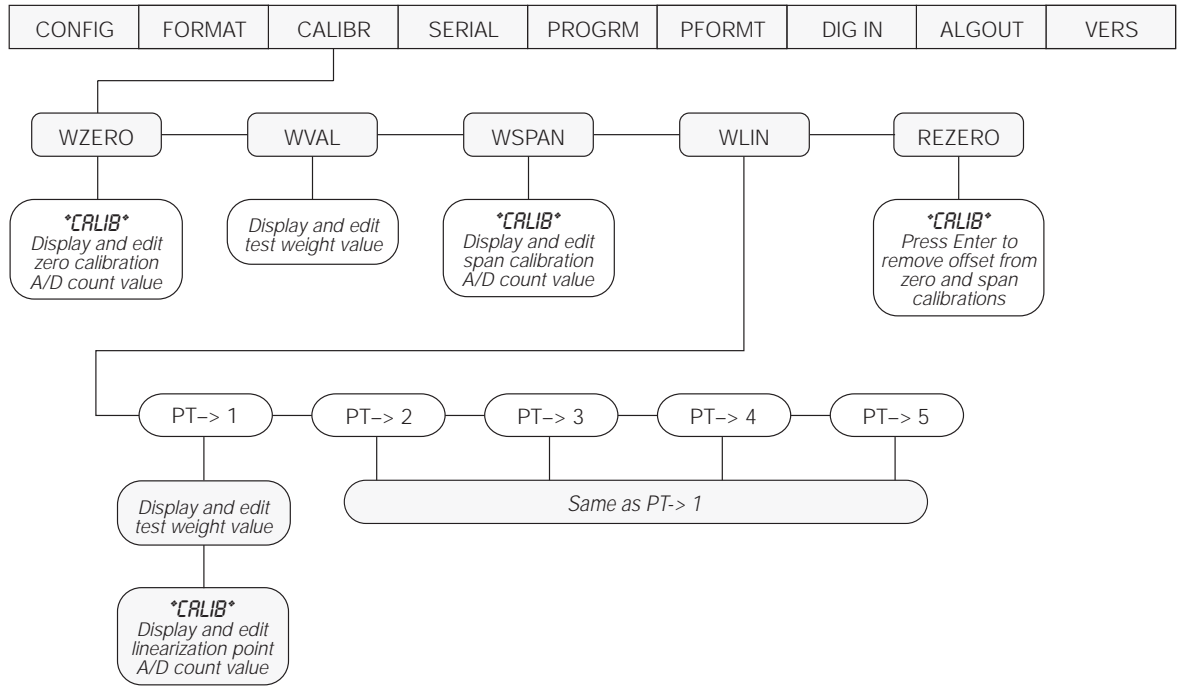 CONFIG FORMAT CALIBR SERIAL PROGRM PFORMT DIG IN ALGOUT VERS
WZERO WVAL WSPAN WLIN REZERO
*CALIB*
Display and edit
zero calibration
A/D count value
Display and edit
test weight value
*CALIB*
Display and edit
span calibration
A/D count value
*CALIB*
Press Enter to
remove offset from
zero and span
calibrations
PT–> 1 PT–> 2 PT–> 3 PT–> 4 PT–> 5
Display and edit
test weight value
Same as PT-> 1
*CALIB*
Display and edit
linearization point
A/D count value